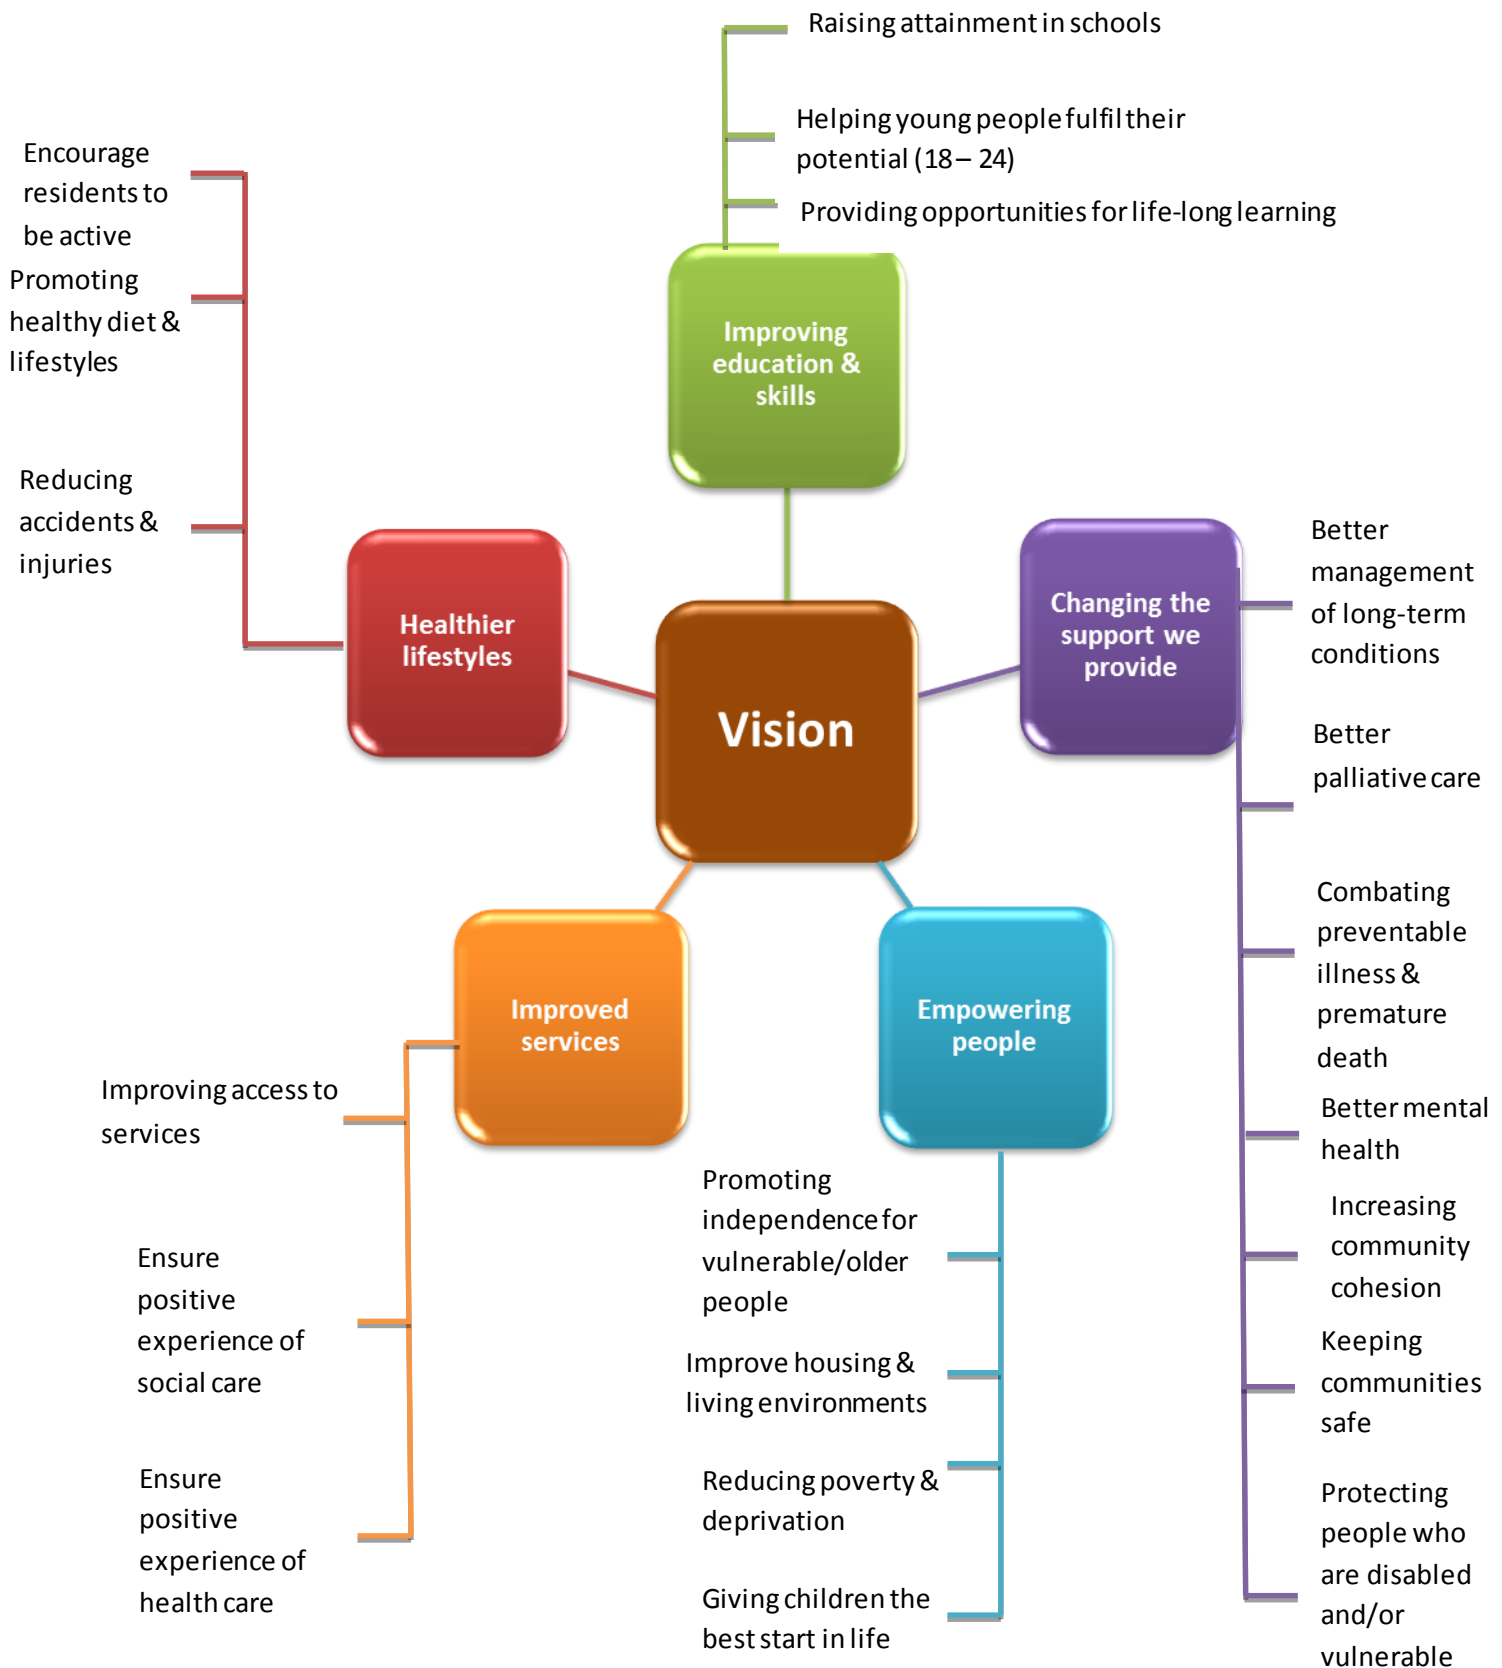 Raising attainment in schools
Helping young people fulfil their
potential (18 – 24)
Providing opportunities for life-long learning
Improving
education &
skills
Encourage
residents to
be active
Promoting
healthy diet &
lifestyles
Reducing
accidents &
injuries
Healthier
lifestyles
Vision
Changing the
support we
provide
Better
management
of long-term
conditions
Better
palliative care
Combating
preventable
illness &
premature
death
Better mental
health
Increasing
community
cohesion
Keeping
communities
safe
Protecting
people who
are disabled
and/or
vulnerable
Improved
services
Improving access to
services
Ensure
positive
experience of
social care
Ensure
positive
experience of
health care
Empowering
people
Promoting
independence for
vulnerable/older
people
Improve housing &
living environments
Reducing poverty &
deprivation
Giving children the
best start in life